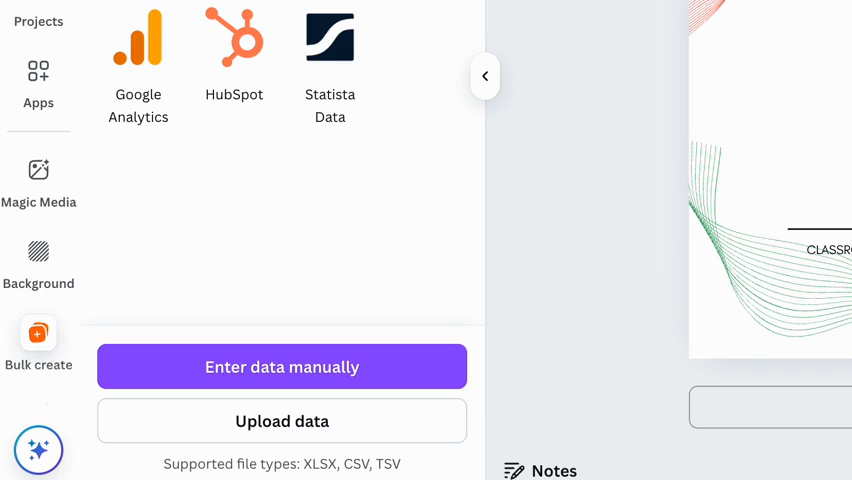 Projects
Apps
Magic Media
Background
Bulk create
Google
Analytics
HubSpot
Statista
Data
Enter data manually
Upload data
Supported file types: XLSX, CSV, TSV
CLASSR
Notes